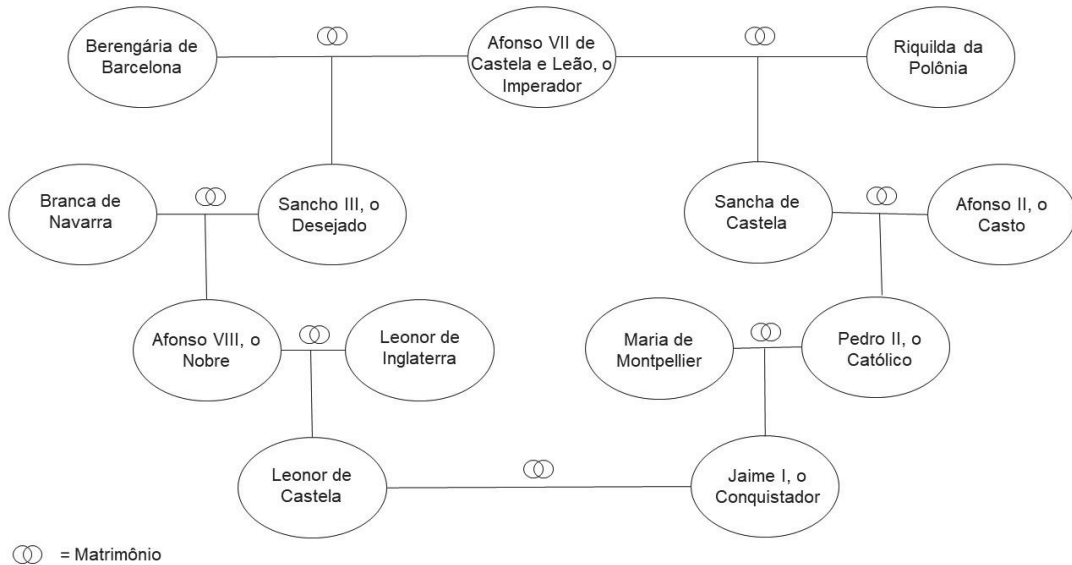 Berengária de
Barcelona
Afonso VII de
Castela e Leão, o
Imperador
Riquilda da
Polônia
Branca de
Navarra
Sancho III, o
Desejado
Sancha de
Castela
Afonso II, o
Casto
Afonso VIII, o
Nobre
Leonor de
Inglaterra
Maria de
Montpellier
Pedro II, o
Católico
Leonor de
Castela
Jaime I, o
Conquistador
= Matrimônio